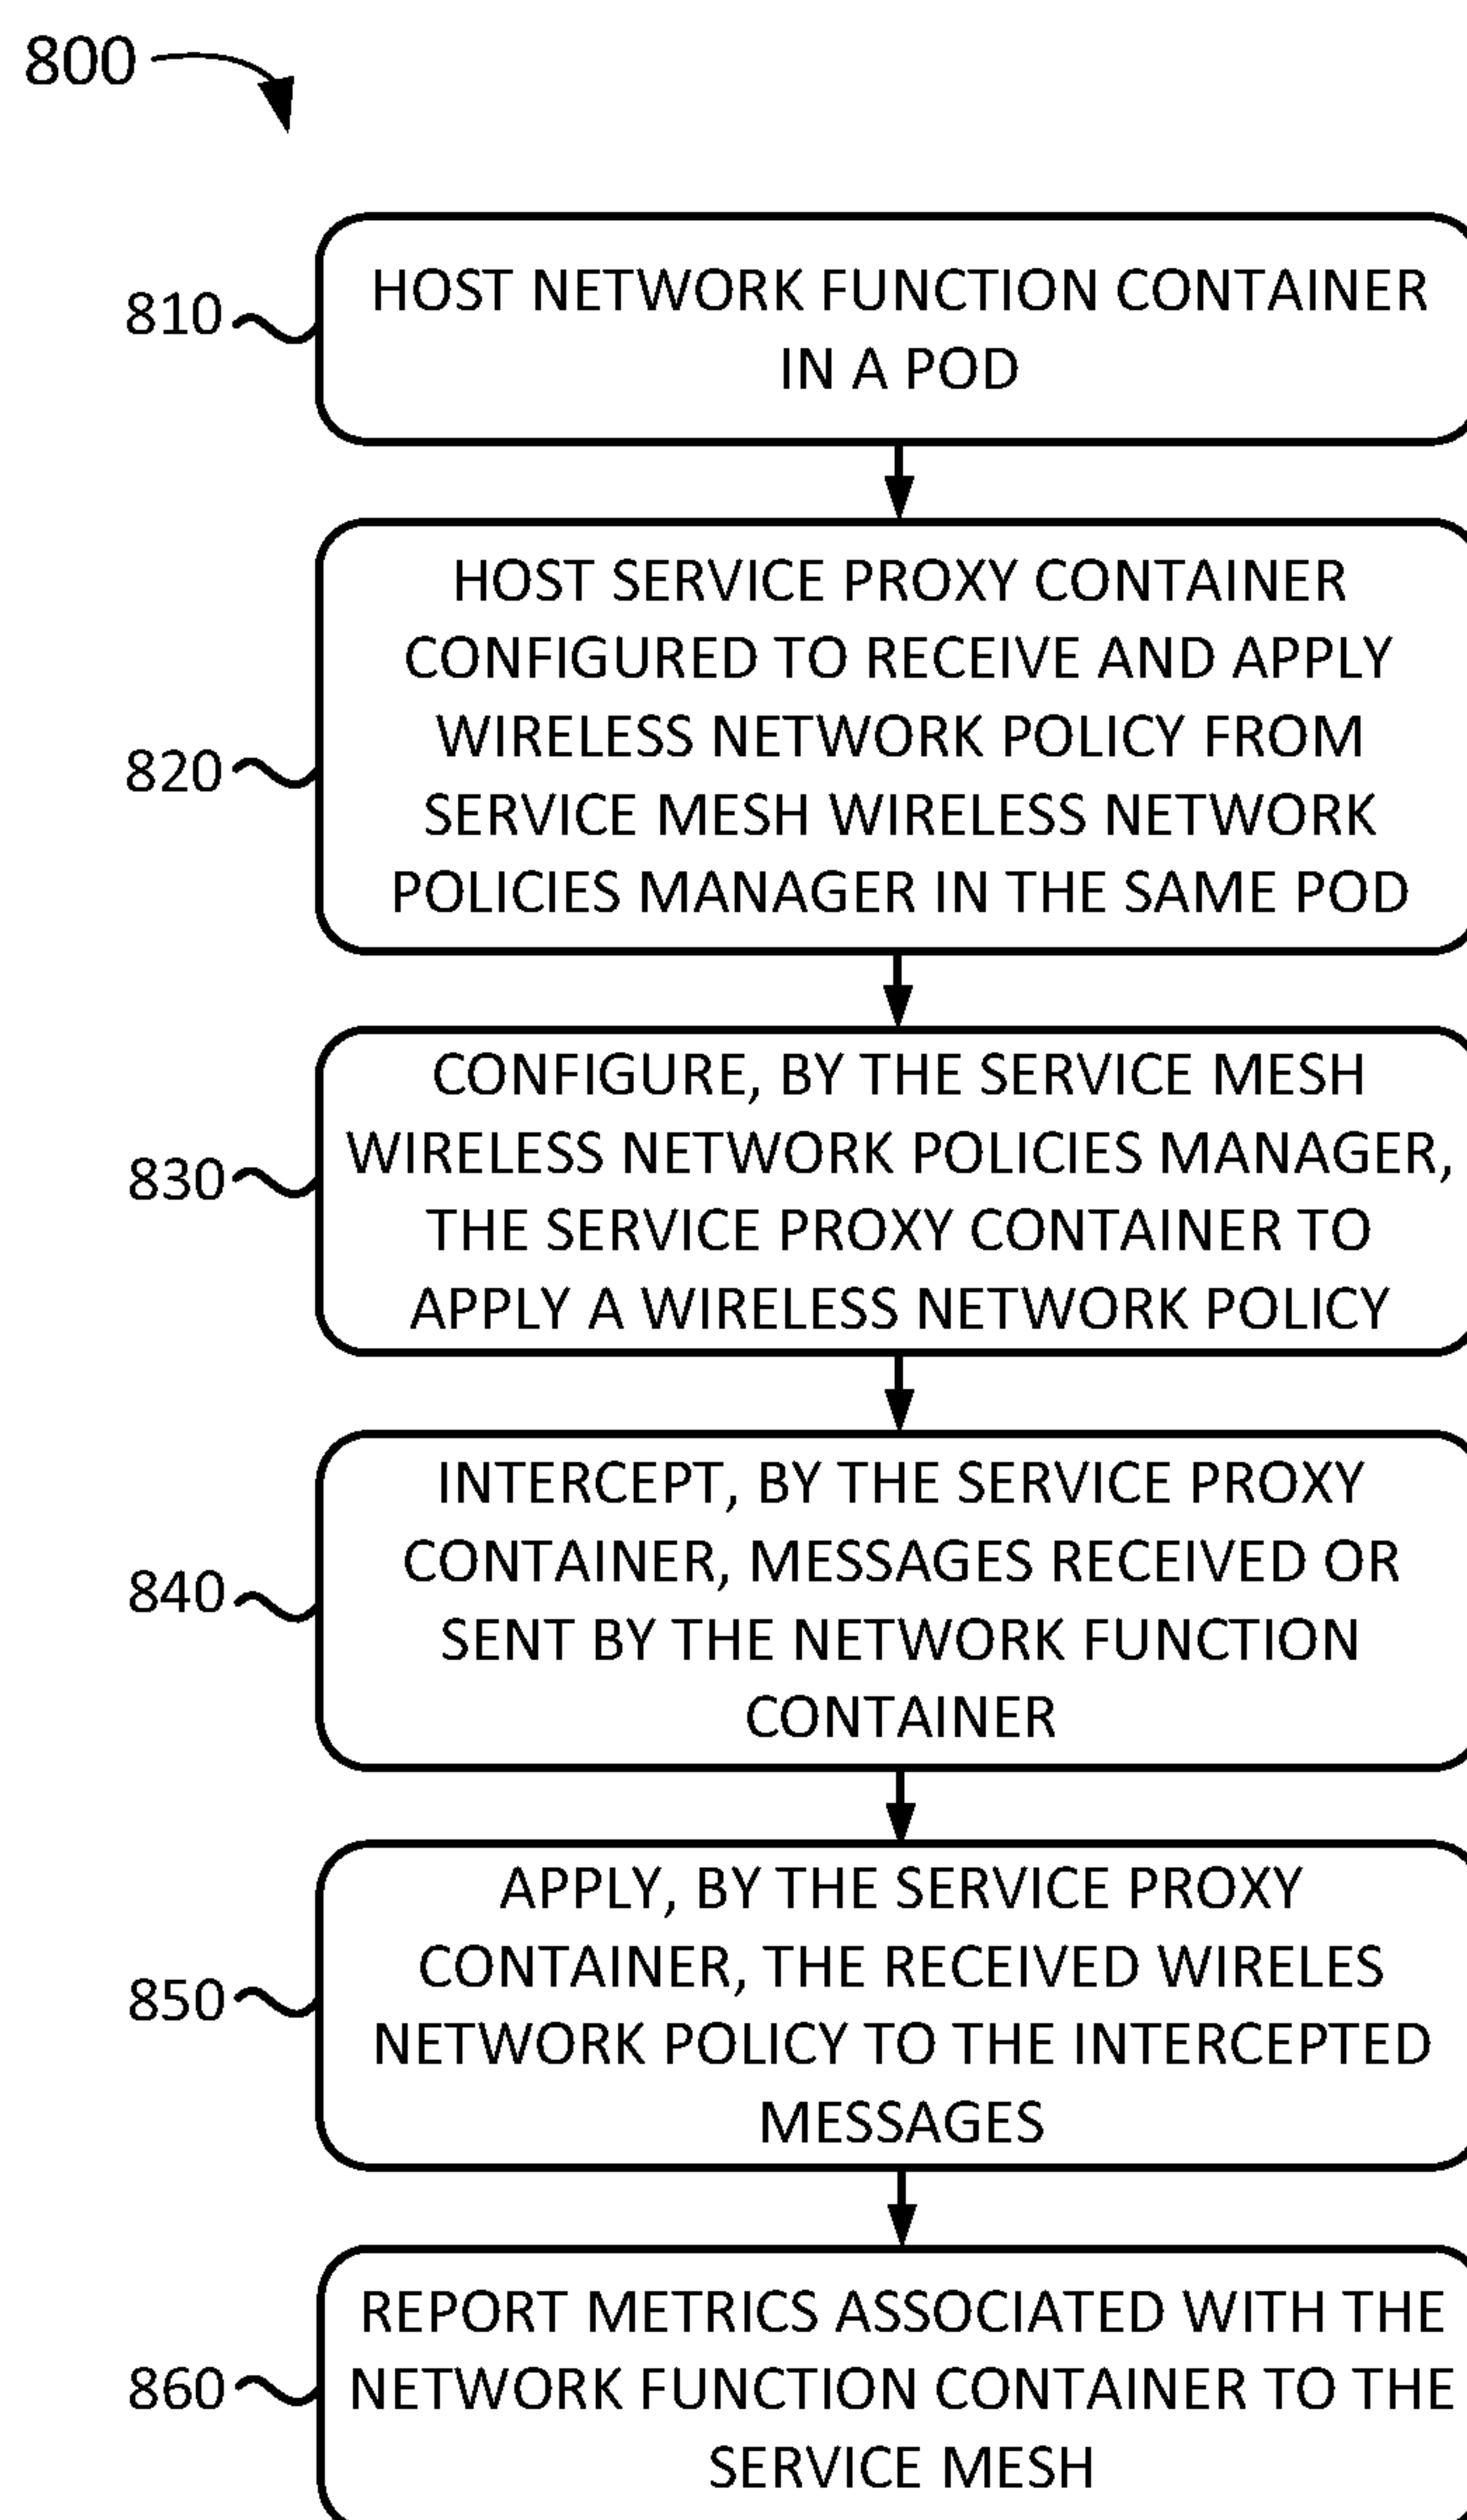 800
810
HOST NETWORK FUNCTION CONTAINER
IN A POD
820
HOST SERVICE PROXY CONTAINER
CONFIGURED TO RECEIVE AND APPLY
WIRELESS NETWORK POLICY FROM
SERVICE MESH WIRELESS NETWORK
POLICIES MANAGER IN THE SAME POD
830
CONFIGURE, BY THE SERVICE MESH
WIRELESS NETWORK POLICIES MANAGER,
THE SERVICE PROXY CONTAINER TO
APPLY A WIRELESS NETWORK POLICY
840
INTERCEPT, BY THE SERVICE PROXY
CONTAINER, MESSAGES RECEIVED OR
SENT BY THE NETWORK FUNCTION
CONTAINER
850
APPLY, BY THE SERVICE PROXY
CONTAINER, THE RECEIVED WIRELES
NETWORK POLICY TO THE INTERCEPTED
MESSAGES
860
REPORT METRICS ASSOCIATED WITH THE
NETWORK FUNCTION CONTAINER TO THE
SERVICE MESH